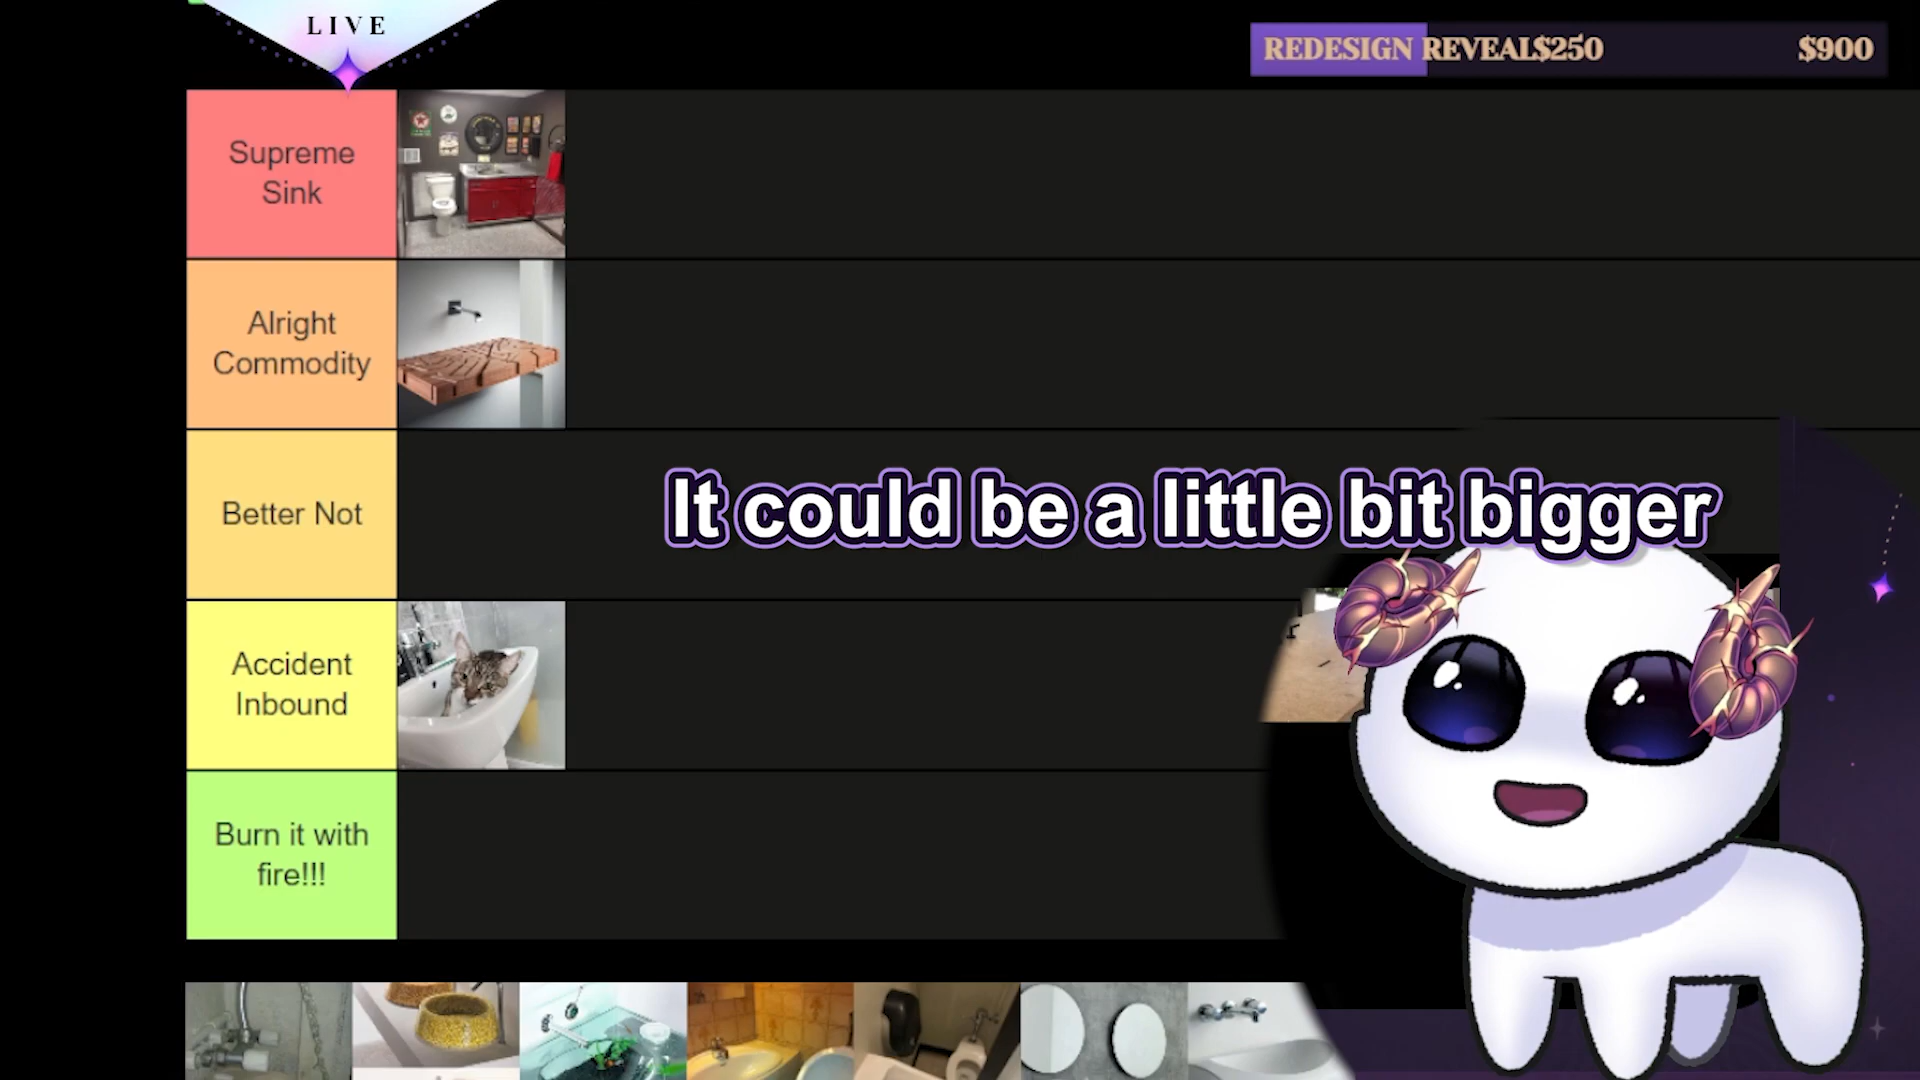 LIVE
REDESIGN REVEAL $250 $900
Supreme
Sink
Alright
Commodity
Better Not
It could be a little bit bigger
Accident
Inbound
Burn it with
fire!!!